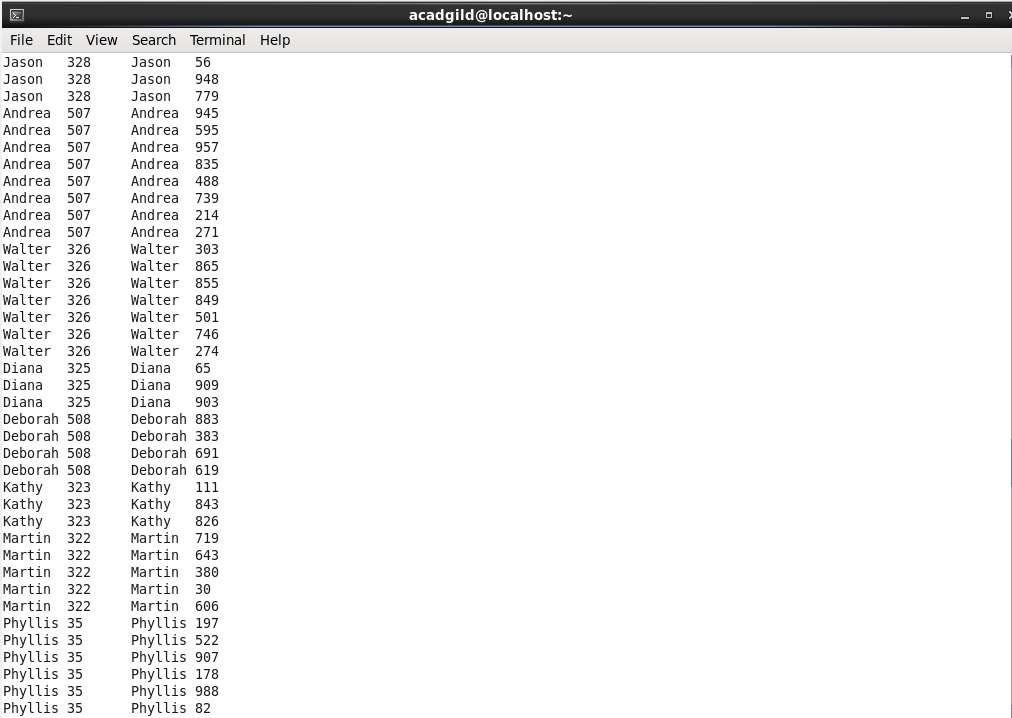 acadgild@localhost:~
File Edit View Search Terminal Help
Jason 328 Jason 56
Jason 328 Jason 948
Jason 328 Jason 779
Andrea 507 Andrea 945
Andrea 507 Andrea 595
Andrea 507 Andrea 957
Andrea 507 Andrea 835
Andrea 507 Andrea 488
Andrea 507 Andrea 739
Andrea 507 Andrea 214
Andrea 507 Andrea 271
Walter 326 Walter 303
Walter 326 Walter 865
Walter 326 Walter 855
Walter 326 Walter 849
Walter 326 Walter 501
Walter 326 Walter 746
Walter 326 Walter 274
Diana 325 Diana 65
Diana 325 Diana 909
Diana 325 Diana 903
Deborah 508 Deborah 883
Deborah 508 Deborah 383
Deborah 508 Deborah 691
Deborah 508 Deborah 619
Kathy 323 Kathy 111
Kathy 323 Kathy 843
Kathy 323 Kathy 826
Martin 322 Martin 719
Martin 322 Martin 643
Martin 322 Martin 380
Martin 322 Martin 30
Martin 322 Martin 606
Phyllis 35 Phyllis 197
Phyllis 35 Phyllis 522
Phyllis 35 Phyllis 907
Phyllis 35 Phyllis 178
Phyllis 35 Phyllis 988
Phyllis 35 Phyllis 82